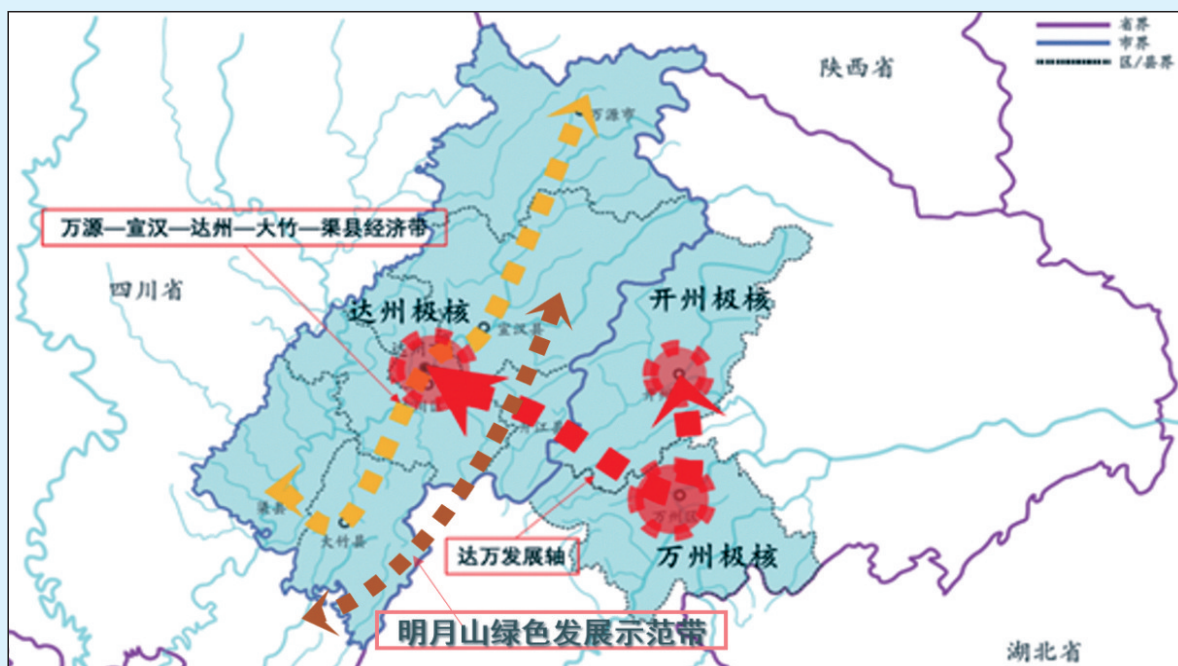 省界
市界
区/县界
陕西省
万源市
万源—宣汉—达州—大竹—渠县经济带
四川省
达州极核
开州极核
宣汉县
渠县
大竹县
万州区
达万发展轴
万州极核
明月山绿色发展示范带
湖北省